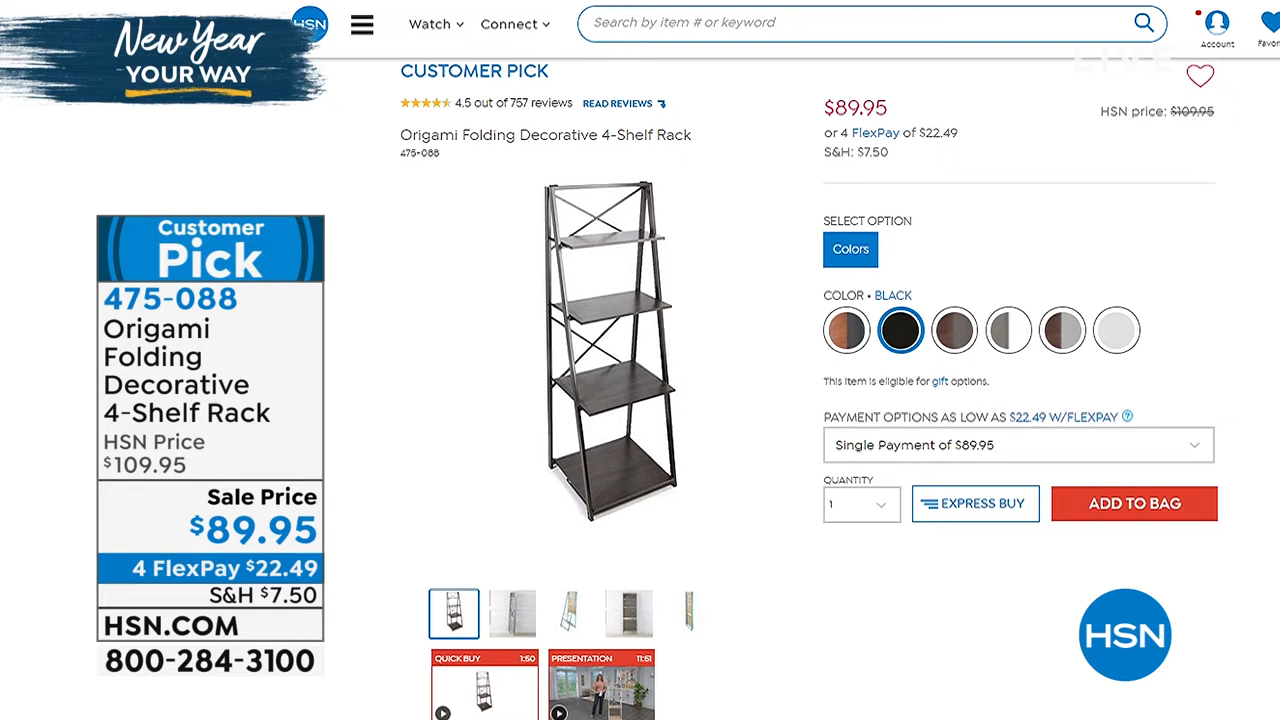 New Year
YOUR WAY
HSN
Watch
Connect
Search by item # or keyword
Account
LIVE
CUSTOMER PICK
4.5 out of 757 reviews
READ REVIEWS
Origami Folding Decorative 4-Shelf Rack
475-088
$89.95
HSN price: $109.95
or 4 FlexPay of $22.49
S&H: $7.50
SELECT OPTION
Colors
COLOR • BLACK
This item is eligible for gift options.
PAYMENT OPTIONS AS LOW AS $22.49 W/FLEXPAY ?
Single Payment of $89.95
QUANTITY
1
EXPRESS BUY
ADD TO BAG
Customer
Pick
475-088
Origami
Folding
Decorative
4-Shelf Rack
HSN Price
$109.95
Sale Price
$89.95
4 FlexPay $22.49
S&H $7.50
HSN.COM
800-284-3100
QUICK BUY 1:50
PRESENTATION 11:51
HSN